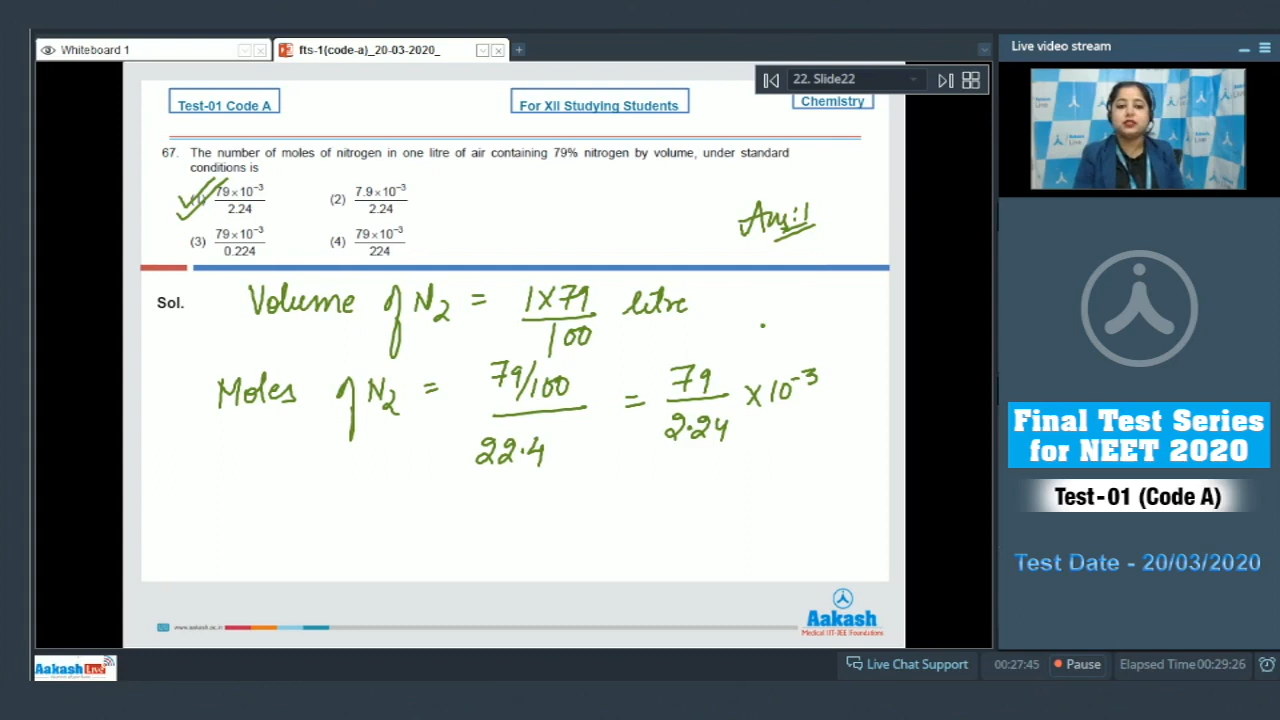 Whiteboard 1
fts-1(code-a)_20-03-2020_
Live video stream
22. Slide22
Test-01 Code A
For XII Studying Students
Chemistry
67. The number of moles of nitrogen in one litre of air containing 79% nitrogen by volume, under standard
conditions is
(1) 79×10⁻³/2.24 (2) 7.9×10⁻³/2.24
(3) 79×10⁻³/0.224 (4) 79×10⁻³/224
Ans:1
Sol. Volume of N₂ = 1×79/100 litre
Moles of N₂ = 79/100/22.4 = 79/2.24 × 10⁻³
Final Test Series
for NEET 2020
Test-01 (Code A)
Test Date - 20/03/2020
Aakash
Medical IIT-JEE Foundations
www.aakash.ac.in
Aakash Live
Live Chat Support
00:27:45
Pause
Elapsed Time 00:29:26